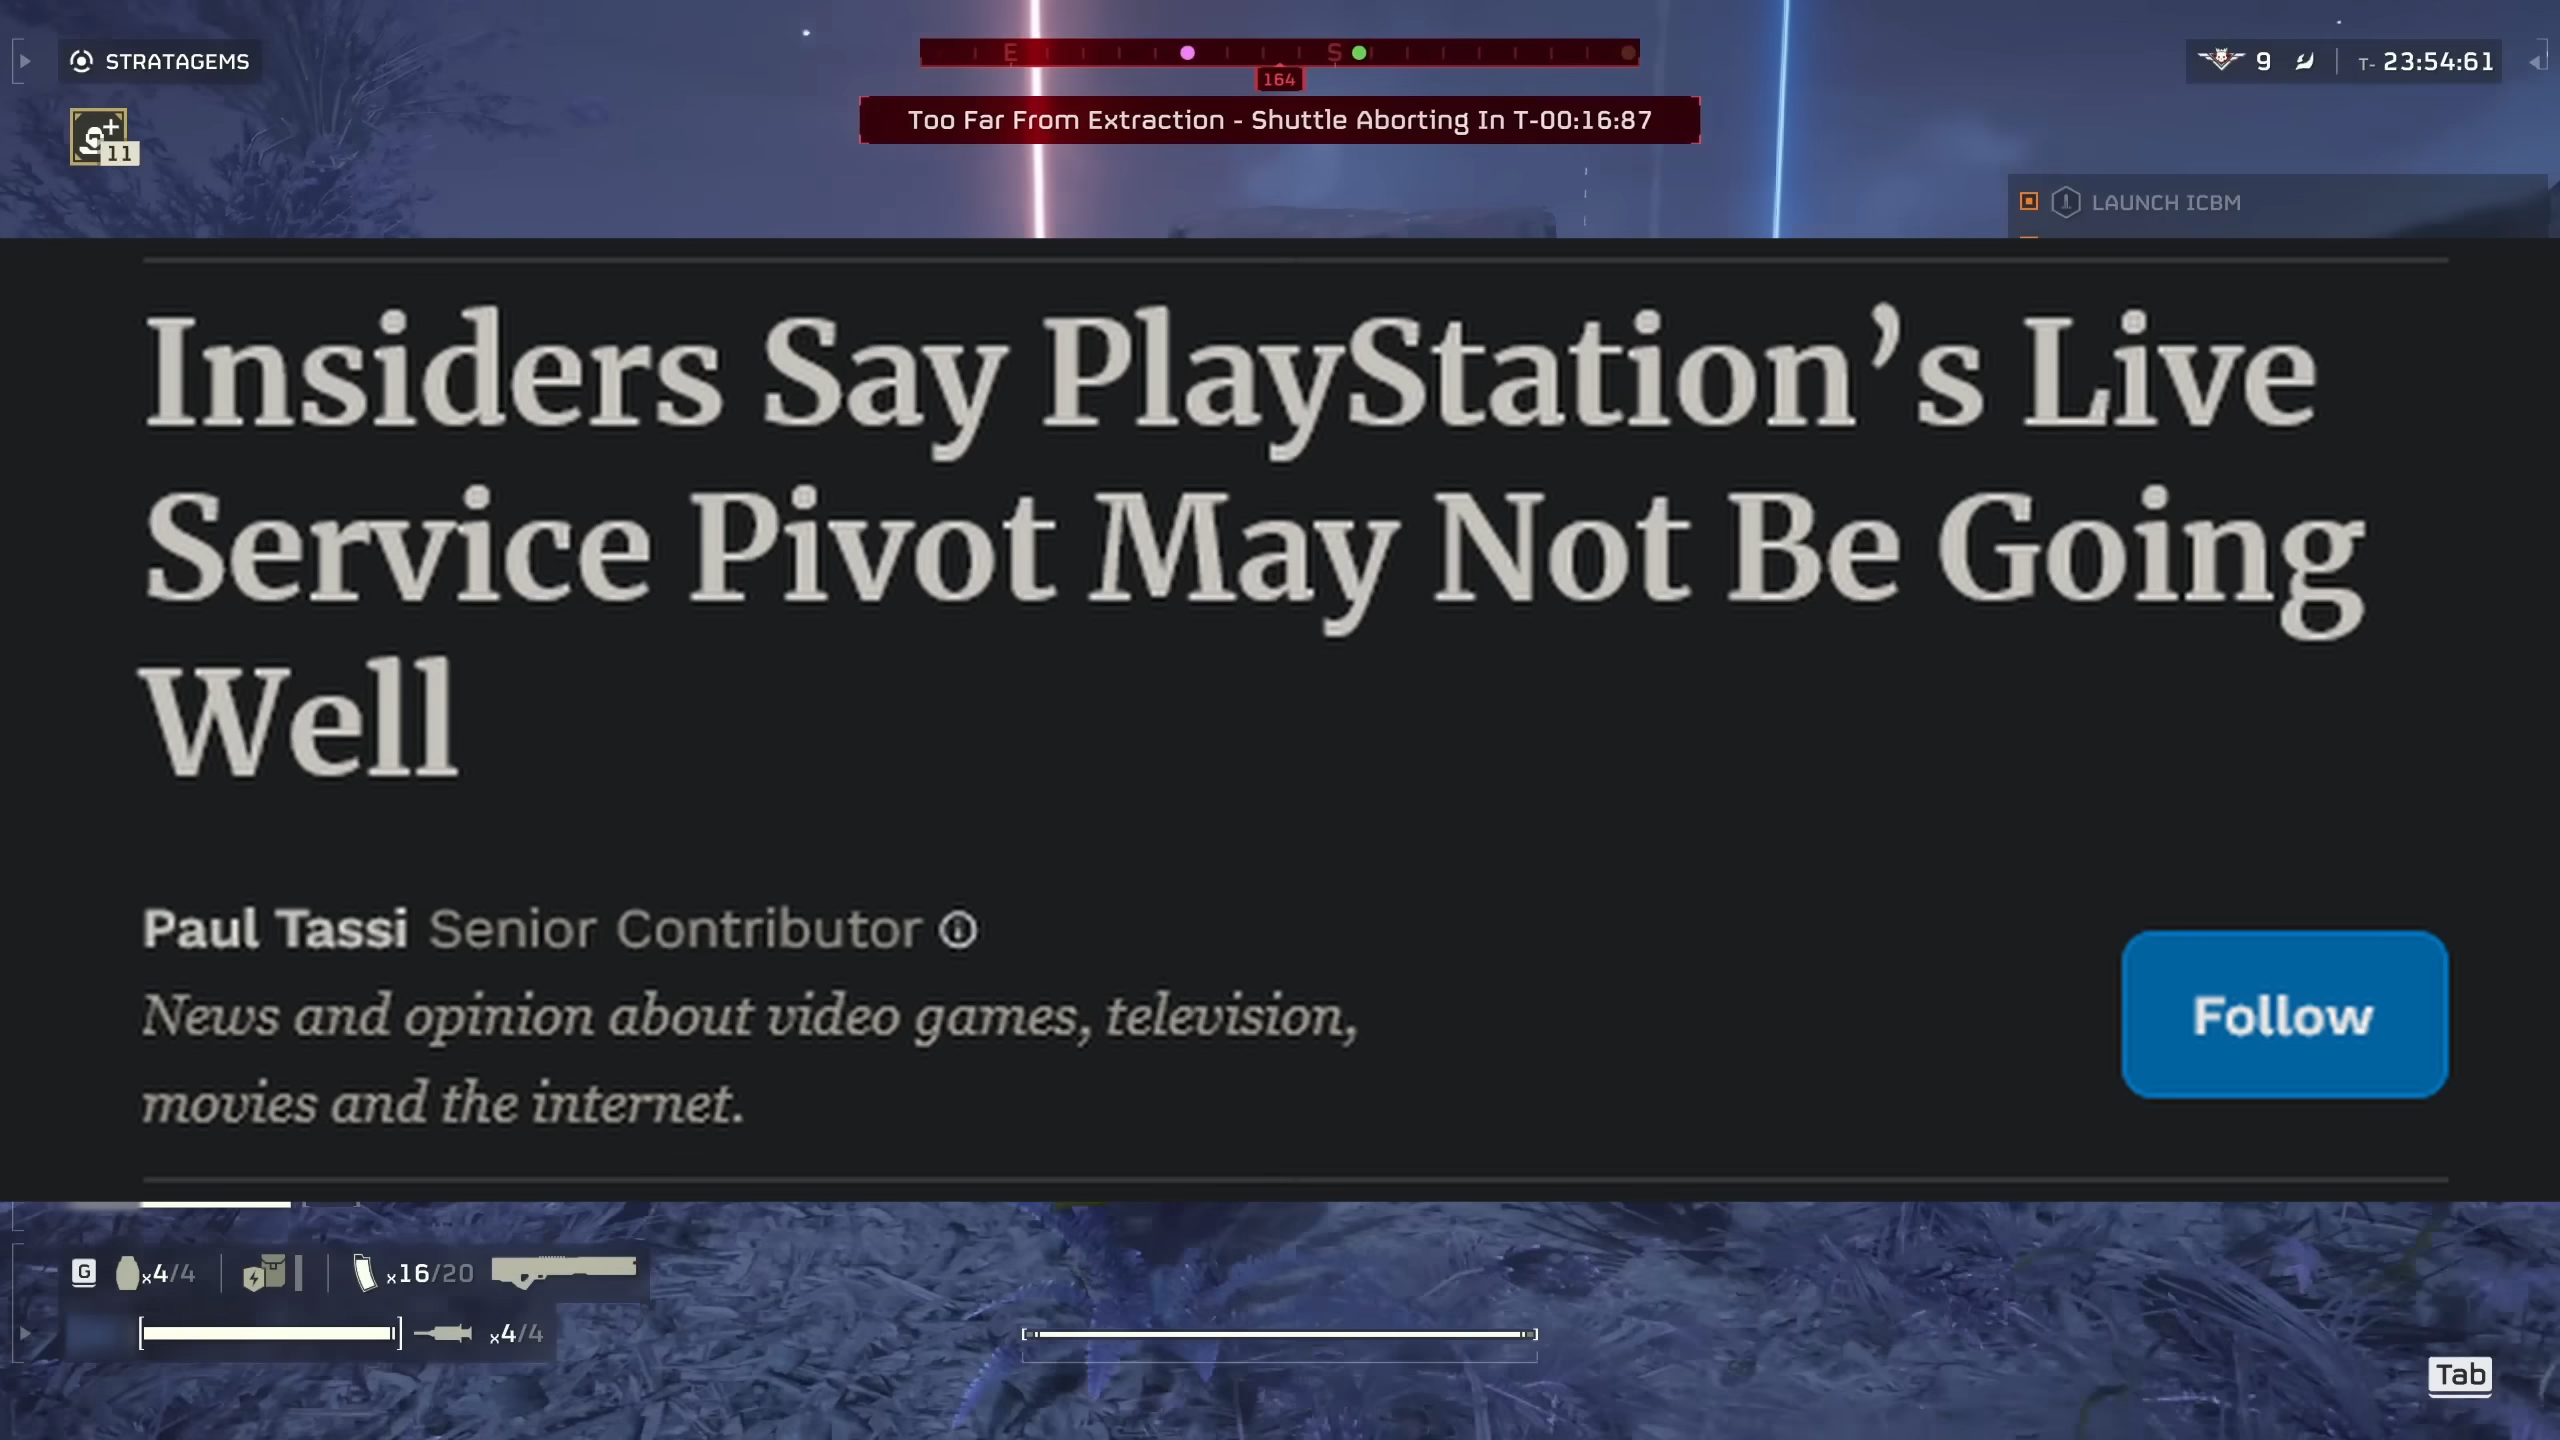 STRATAGEMS
E S
164
9 T- 23:54:61
Too Far From Extraction - Shuttle Aborting In T-00:16:87
11
LAUNCH ICBM
Insiders Say PlayStation’s Live
Service Pivot May Not Be Going
Well
Paul Tassi Senior Contributor
News and opinion about video games, television,
movies and the internet.
Follow
G x4/4 x16/20
x4/4
Tab